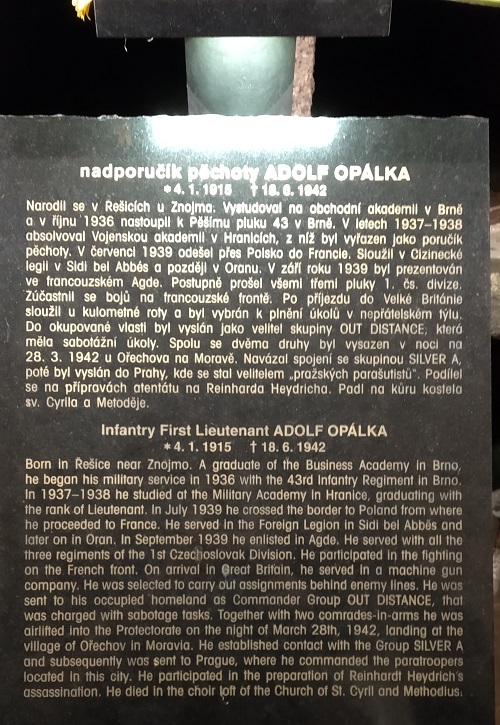 nadporučík pěchoty ADOLF OPÁLKA
* 4. 1. 1915 † 18. 6. 1942
Narodil se v Řešicích u Znojma. Vystudoval na obchodní akademii v Brně
a v říjnu 1936 nastoupil k Pěšímu pluku 43 v Brně. V letech 1937–1938
absolvoval Vojenskou akademii v Hranicích, z níž byl vyřazen jako poručík
pěchoty. V červenci 1939 odešel přes Polsko do Francie. Sloužil v Cizinecké
legii v Sidi bel Abbés a později v Oranu. V září roku 1939 byl prezentován
ve francouzském Agde. Postupně prošel všemi třemi pluky 1. čs. divize.
Zúčastnil se bojů na francouzské frontě. Po příjezdu do Velké Británie
sloužil u kulometné roty a byl vybrán k plnění úkolů v nepřátelském týlu.
Do okupované vlasti byl vyslán jako velitel skupiny OUT DISTANCE, která
měla sabotážní úkoly. Spolu se dvěma druhy byl vysazen v noci na
28. 3. 1942 u Ořechova na Moravě. Navázal spojení se skupinou SILVER A,
poté byl vyslán do Prahy, kde se stal velitelem „pražských parašutistů“. Podílel
se na přípravách atentátu na Reinharda Heydricha. Padl na kůru kostela
sv. Cyrila a Metoděje.
Infantry First Lieutenant ADOLF OPÁLKA
* 4. 1. 1915 † 18. 6. 1942
Born in Řešice near Znojmo. A graduate of the Business Academy in Brno,
he began his military service in 1936 with the 43rd Infantry Regiment in Brno.
In 1937–1938 he studied at the Military Academy in Hranice, graduating with
the rank of Lieutenant. In July 1939 he crossed the border to Poland from where
he proceeded to France. He served in the Foreign Legion in Sidi bel Abbés and
later on in Oran. In September 1939 he enlisted in Agde. He served with all the
three regiments of the 1st Czechoslovak Division. He participated in the fighting
on the French front. On arrival in Great Britain, he served in a machine gun
company. He was selected to carry out assignments behind enemy lines. He was
sent to his occupied homeland as Commander Group OUT DISTANCE, that
was charged with sabotage tasks. Together with two comrades-in-arms he was
airlifted into the Protectorate on the night of March 28th, 1942, landing at the
village of Ořechov in Moravia. He established contact with the Group SILVER A
and subsequently was sent to Prague, where he commanded the paratroopers
located in this city. He participated in the preparation of Reinhardt Heydrich's
assassination. He died in the choir loft of the Church of St. Cyril and Methodius.